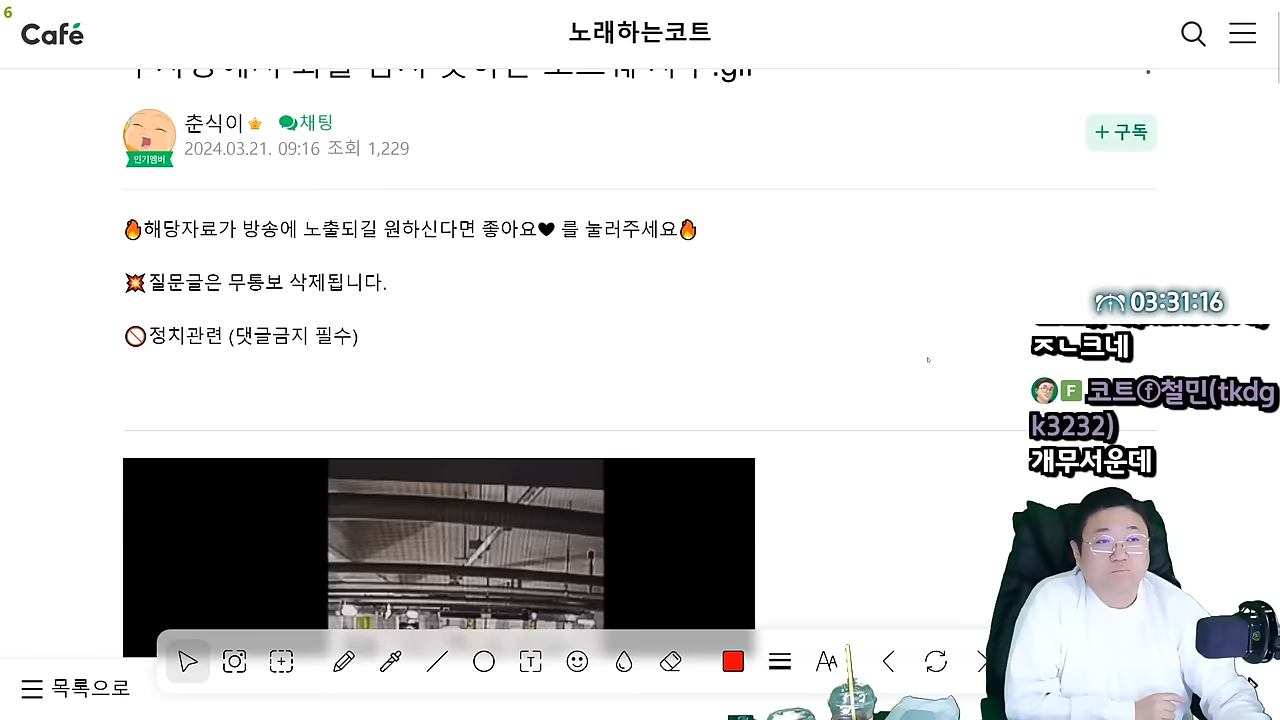 6
Café
노래하는코트
춘식이
채팅
인기멤버
2024.03.21. 09:16 조회 1,229
+ 구독
🔥해당자료가 방송에 노출되길 원하신다면 좋아요🖤 를 눌러주세요🔥
💥질문글은 무통보 삭제됩니다.
🚫정치관련 (댓글금지 필수)
03:31:16
ㅈㄴ크네
F 코트ⓕ철민(tkdg
k3232)
개무서운데
T
AA
목록으로